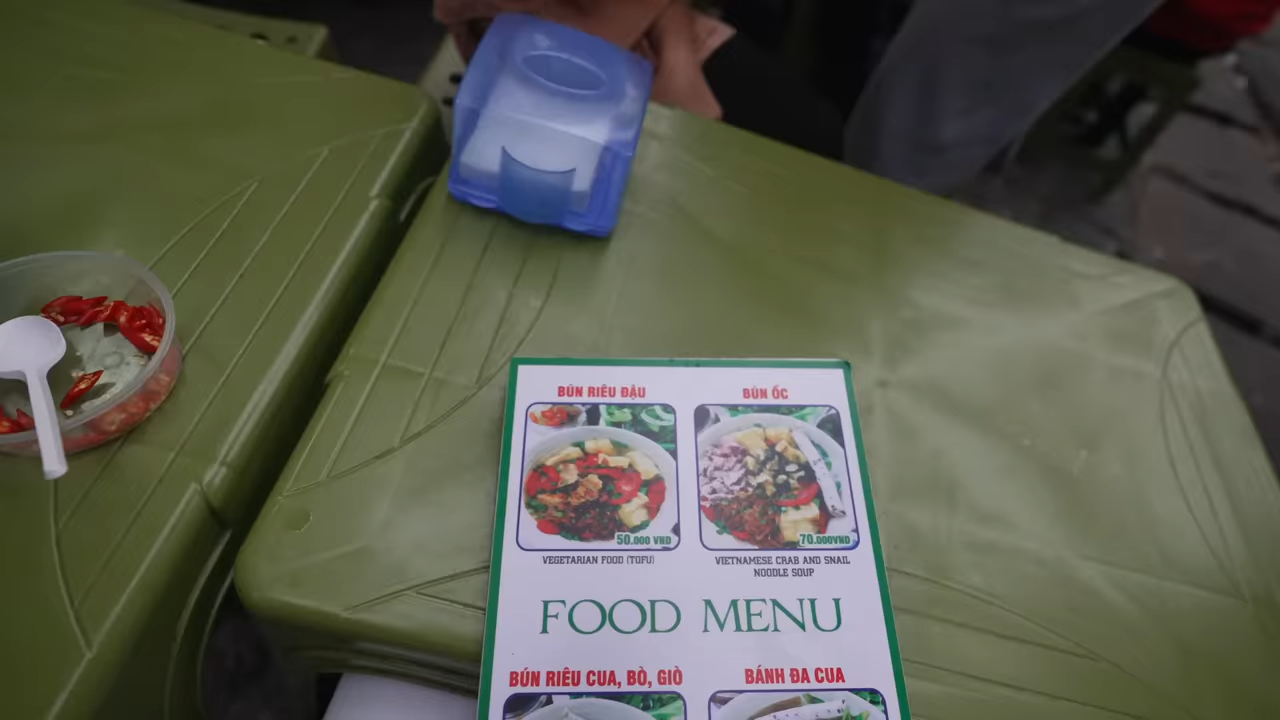 BÚN RIÊU ĐẬU
BÚN ỐC
50.000 VND
70.000VND
VEGETARIAN FOOD (TOFU)
VIETNAMESE CRAB AND SNAIL
NOODLE SOUP
FOOD MENU
BÚN RIÊU CUA, BÒ, GIÒ
BÁNH ĐA CUA